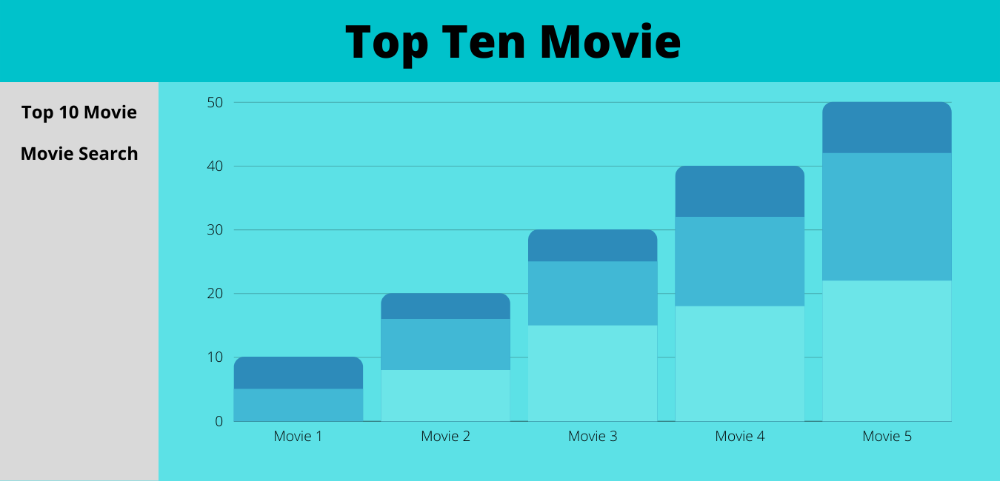 Top Ten Movie
Top 10 Movie
Movie Search
50
40
30
20
10
0
Movie 1
Movie 2
Movie 3
Movie 4
Movie 5